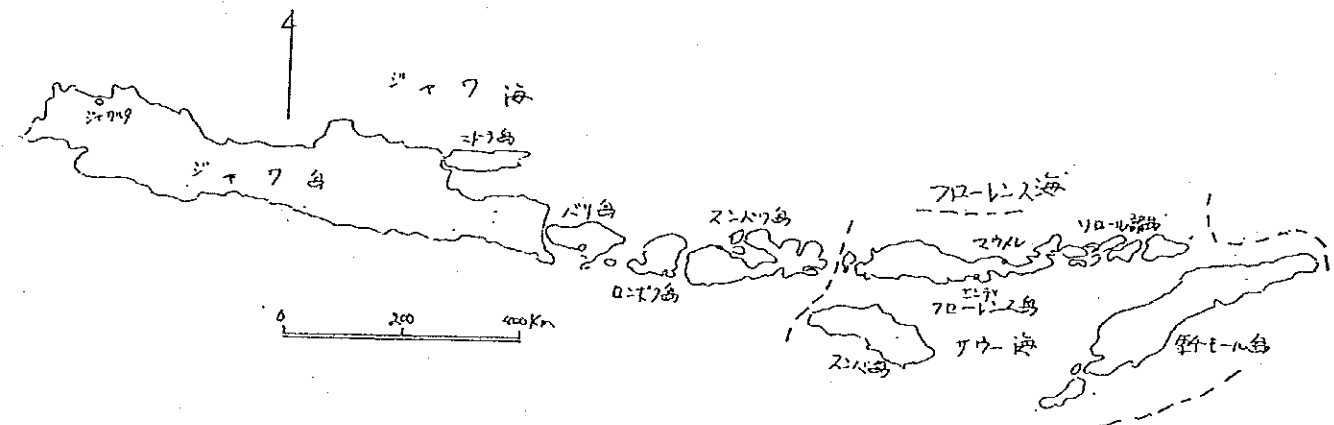 4
ジャワ海
ジャカルタ
ニドラ島
ジャワ島
バリ島
スンバワ島
フローレンス海
マウメレ
ソロール諸島
ロンボク島
エンデ
フローレンス島
0 200 400Km
スンバ島
サウー海
チモール島